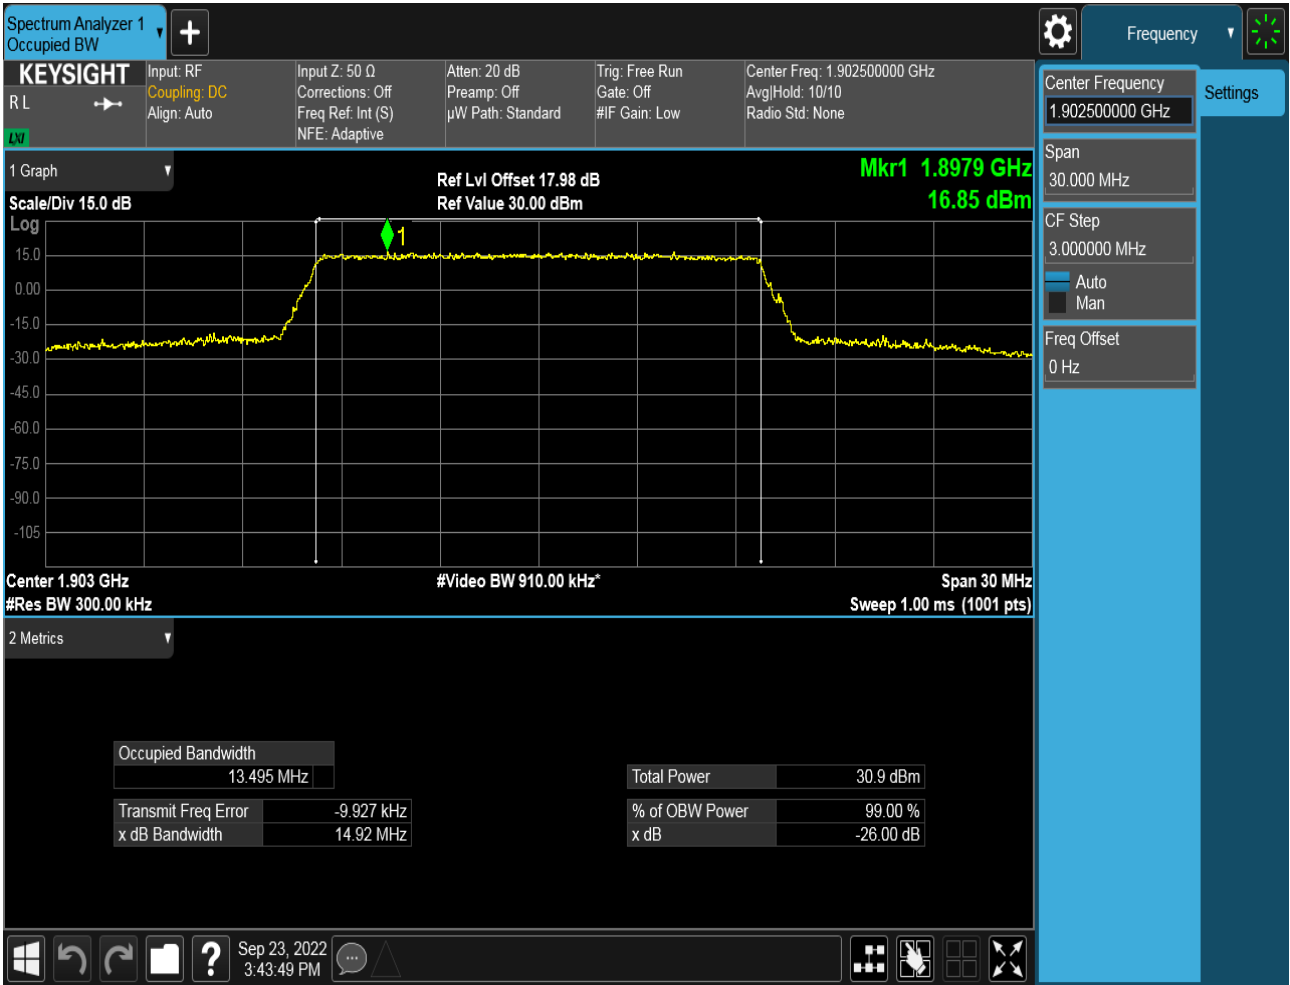 Spectrum Analyzer 1
Occupied BW
+
Frequency
KEYSIGHT
R L
LXI
Input: RF
Coupling: DC
Align: Auto
Input Z: 50 Ω
Corrections: Off
Freq Ref: Int (S)
NFE: Adaptive
Atten: 20 dB
Preamp: Off
µW Path: Standard
Trig: Free Run
Gate: Off
#IF Gain: Low
Center Freq: 1.902500000 GHz
Avg|Hold: 10/10
Radio Std: None
Center Frequency
1.902500000 GHz
Settings
Span
30.000 MHz
CF Step
3.000000 MHz
Auto
Man
Freq Offset
0 Hz
1 Graph
Scale/Div 15.0 dB
Log
Ref Lvl Offset 17.98 dB
Ref Value 30.00 dBm
Mkr1 1.8979 GHz
16.85 dBm
1
15.0
0.00
-15.0
-30.0
-45.0
-60.0
-75.0
-90.0
-105
Center 1.903 GHz
#Res BW 300.00 kHz
#Video BW 910.00 kHz*
Span 30 MHz
Sweep 1.00 ms (1001 pts)
2 Metrics
Occupied Bandwidth
13.495 MHz
Transmit Freq Error -9.927 kHz
x dB Bandwidth 14.92 MHz
Total Power 30.9 dBm
% of OBW Power 99.00 %
x dB -26.00 dB
?
Sep 23, 2022
3:43:49 PM